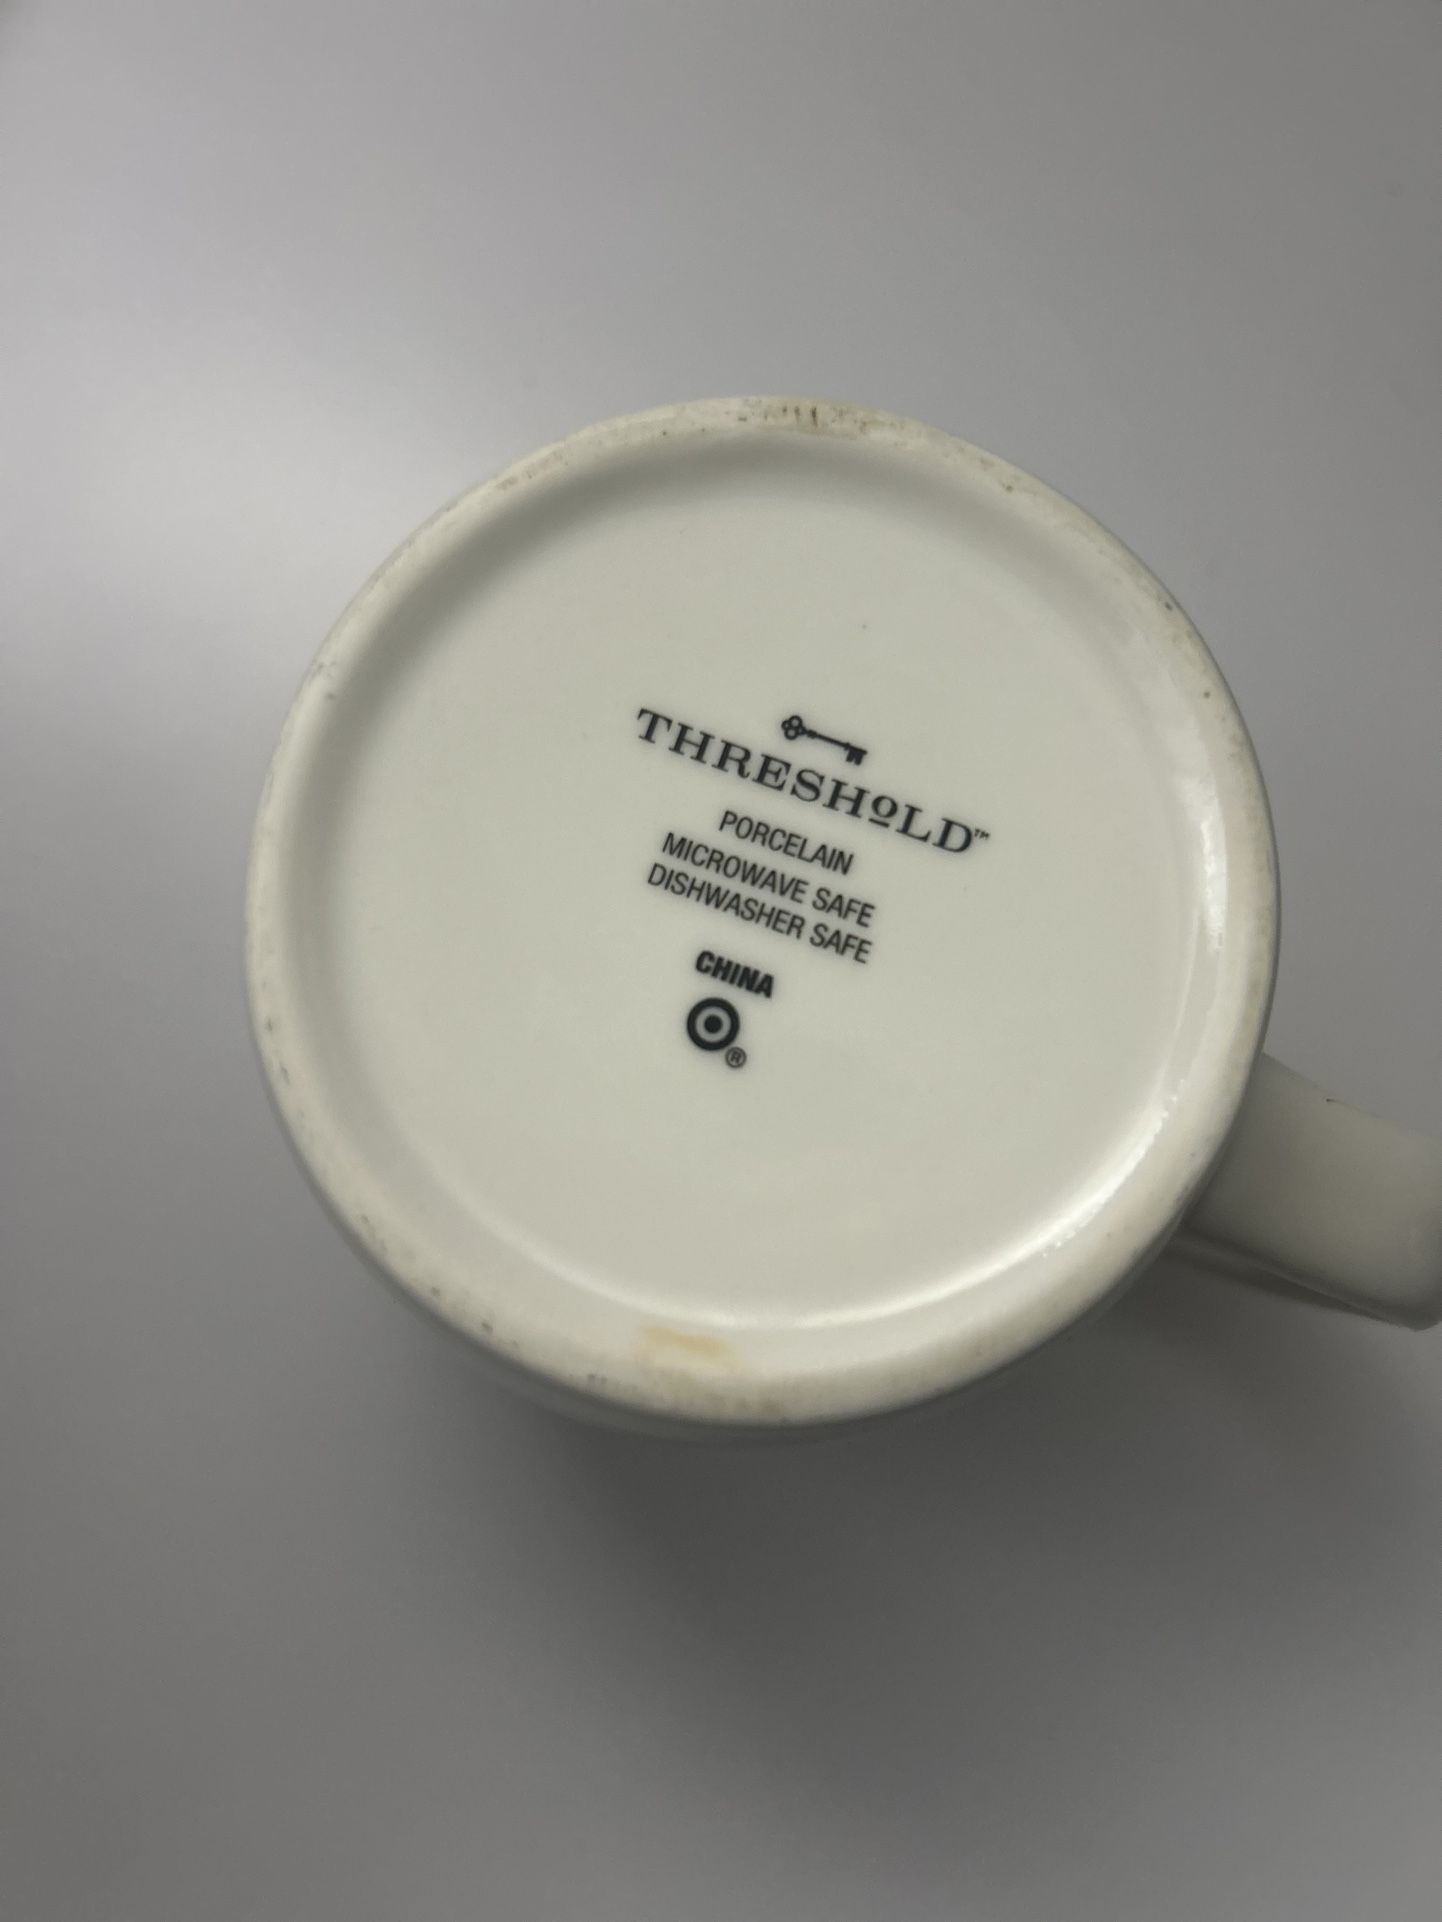 THRESHOLD™
PORCELAIN
MICROWAVE SAFE
DISHWASHER SAFE
CHINA
®